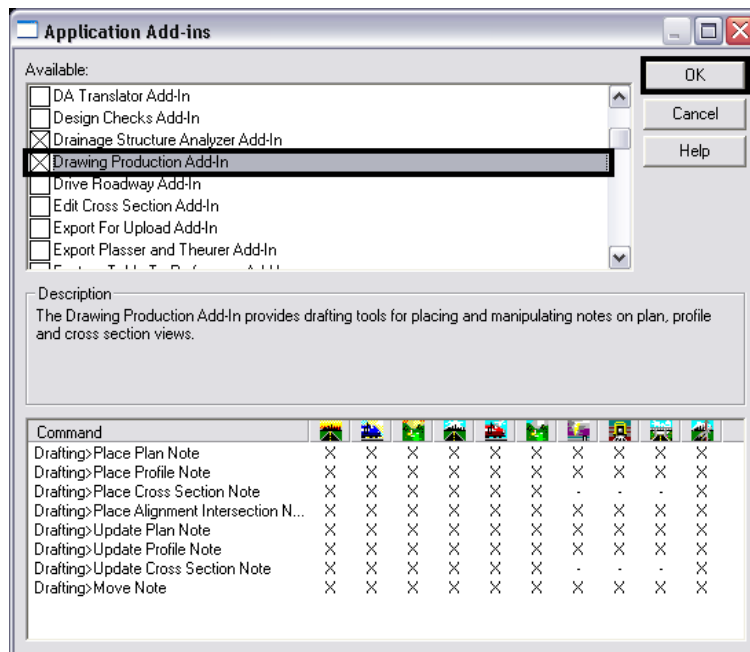 Application Add-ins
Available:
OK
Cancel
Help
DA Translator Add-In
Design Checks Add-In
Drainage Structure Analyzer Add-In
Drawing Production Add-In
Drive Roadway Add-In
Edit Cross Section Add-In
Export For Upload Add-In
Export Plasser and Theurer Add-In
Description
The Drawing Production Add-In provides drafting tools for placing and manipulating notes on plan, profile
and cross section views.
Command
Drafting>Place Plan Note X X X X X X X X X X
Drafting>Place Profile Note X X X X X X X X X X
Drafting>Place Cross Section Note X X X X X X - - - X
Drafting>Place Alignment Intersection N... X X X X X X X X X X
Drafting>Update Plan Note X X X X X X X X X X
Drafting>Update Profile Note X X X X X X X X X X
Drafting>Update Cross Section Note X X X X X X - - - X
Drafting>Move Note X X X X X X X X X X